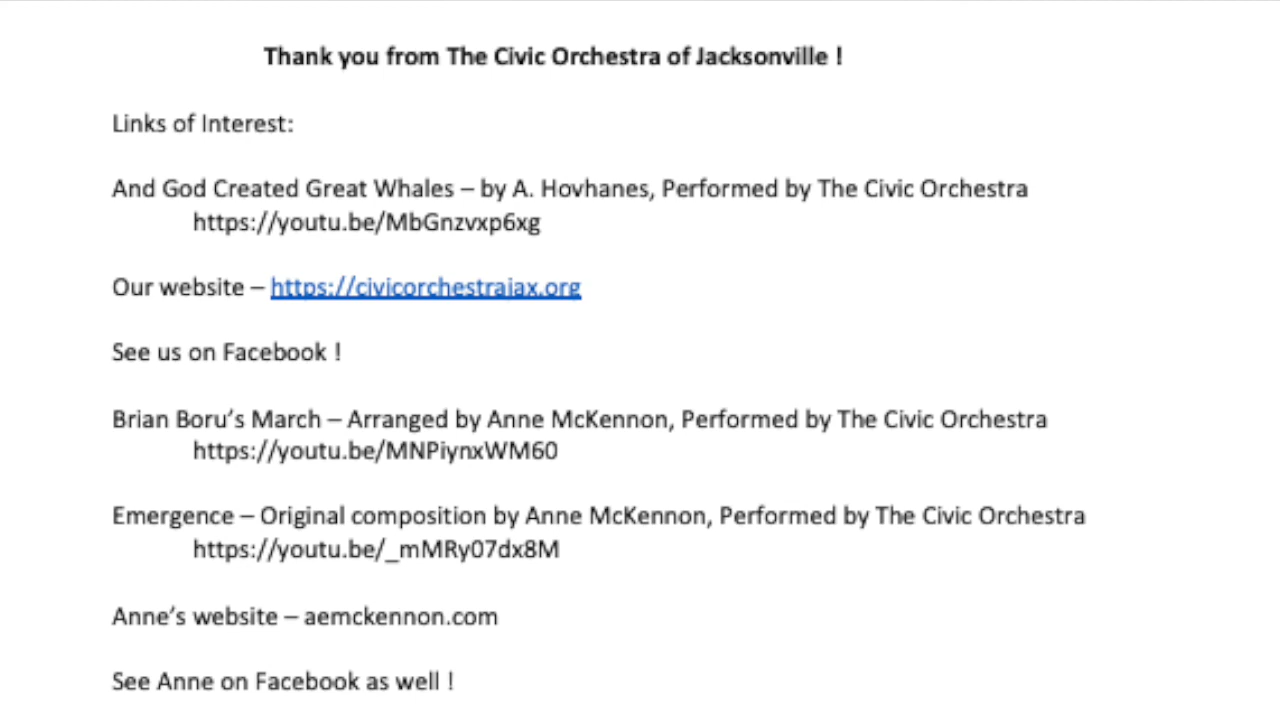 Thank you from The Civic Orchestra of Jacksonville !
Links of Interest:
And God Created Great Whales – by A. Hovhanes, Performed by The Civic Orchestra
https://youtu.be/MbGnzvxp6xg
Our website – https://civicorchestrajax.org
See us on Facebook !
Brian Boru’s March – Arranged by Anne McKennon, Performed by The Civic Orchestra
https://youtu.be/MNPiynxWM60
Emergence – Original composition by Anne McKennon, Performed by The Civic Orchestra
https://youtu.be/_mMRy07dx8M
Anne’s website – aemckennon.com
See Anne on Facebook as well !